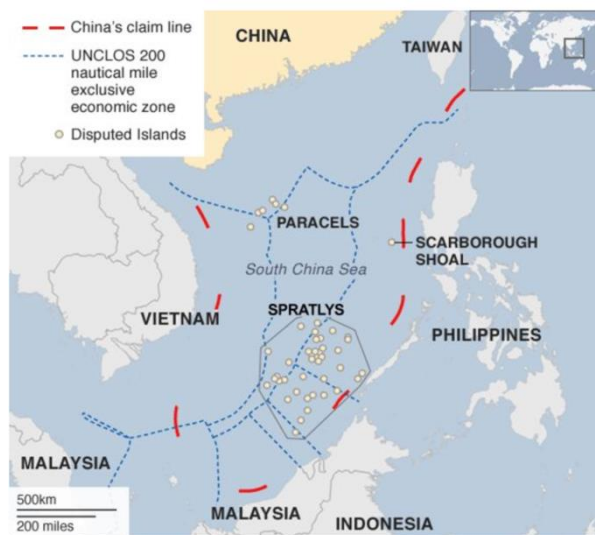 China's claim line
UNCLOS 200
nautical mile
exclusive
economic zone
Disputed Islands
CHINA
TAIWAN
PARACELS
SCARBOROUGH
SHOAL
South China Sea
SPRATLYS
VIETNAM
PHILIPPINES
MALAYSIA
500km
200 miles
MALAYSIA
INDONESIA